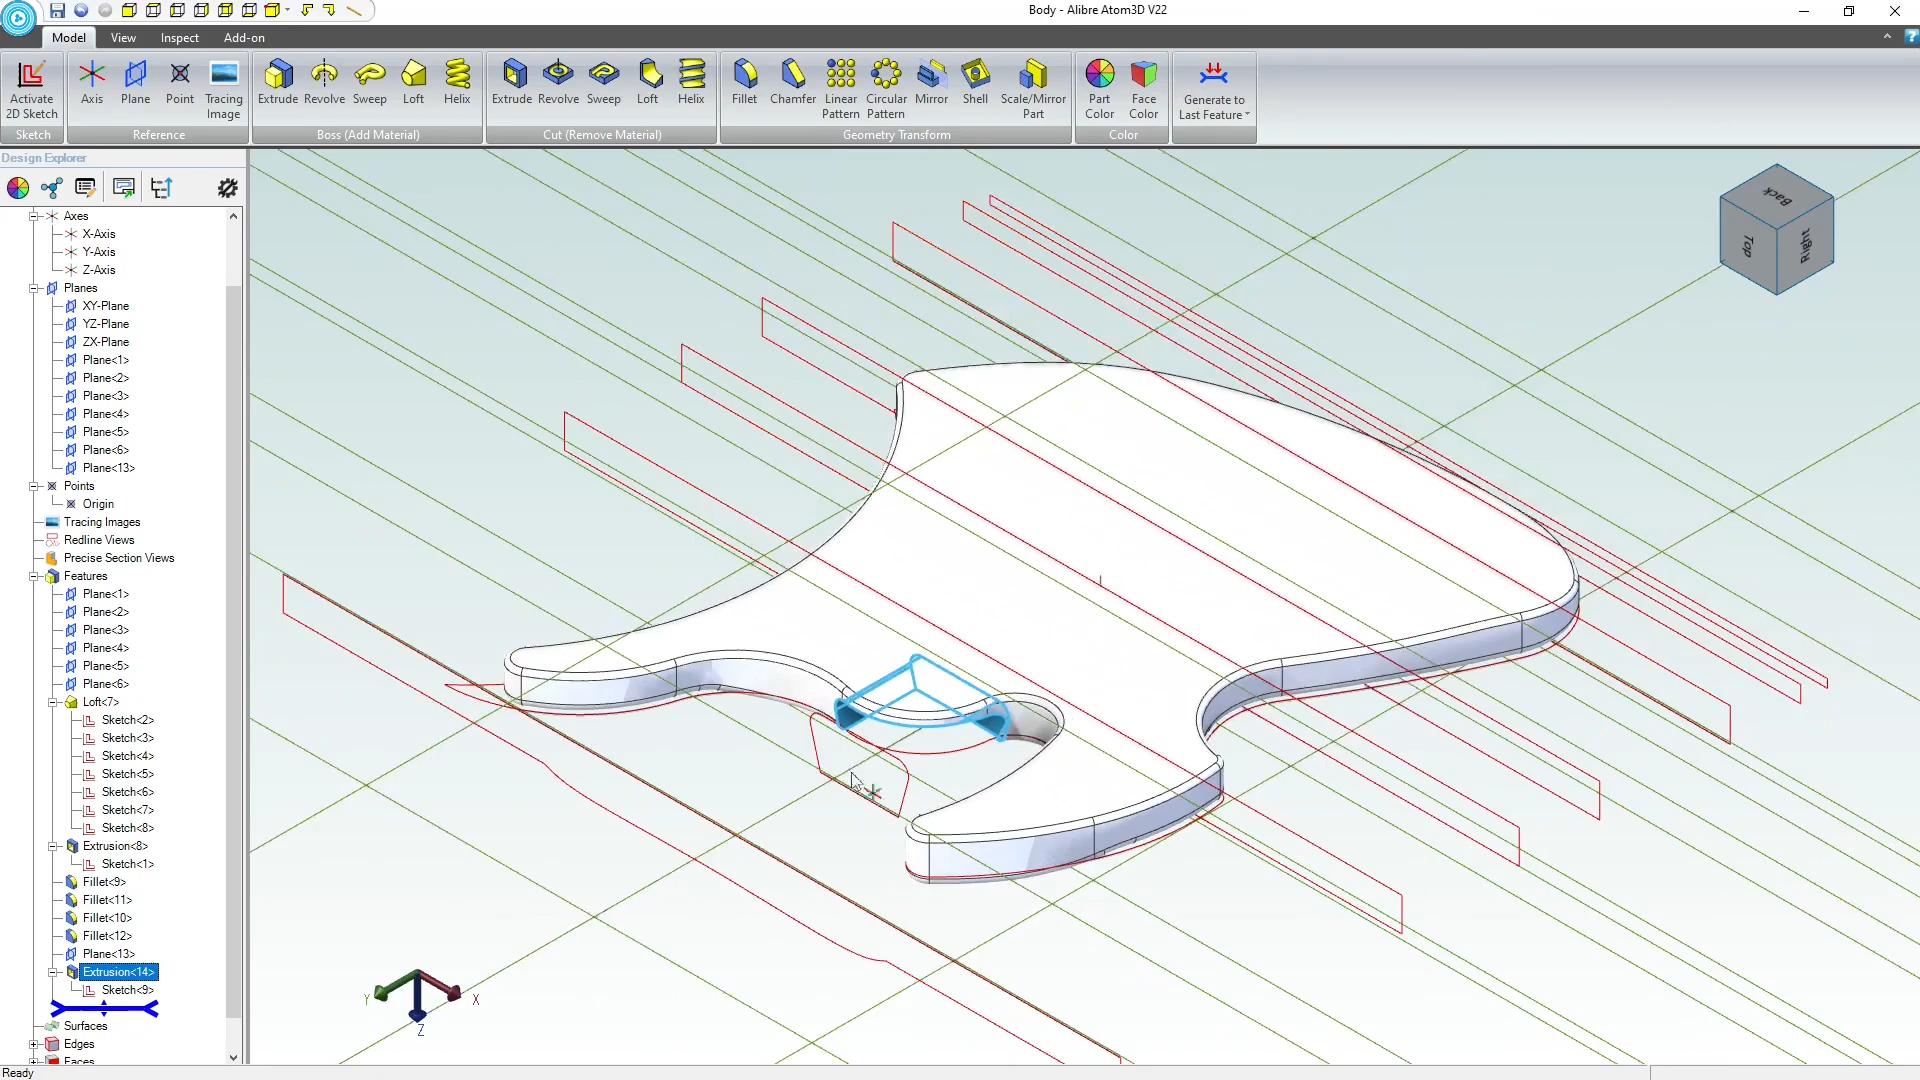 Body - Alibre Atom3D V22
Model View Inspect Add-on
Activate 2D Sketch
Axis Plane Point Tracing Image
Extrude Revolve Sweep Loft Helix
Extrude Revolve Sweep Loft Helix
Fillet Chamfer Linear Pattern Circular Pattern Mirror Shell Scale/Mirror Part
Part Color Face Color
Generate to Last Feature
Sketch Reference Boss (Add Material) Cut (Remove Material) Geometry Transform Color
Design Explorer
Axes
X-Axis
Y-Axis
Z-Axis
Planes
XY-Plane
YZ-Plane
ZX-Plane
Plane<1>
Plane<2>
Plane<3>
Plane<4>
Plane<5>
Plane<6>
Plane<13>
Points
Origin
Tracing Images
Redline Views
Precise Section Views
Features
Plane<1>
Plane<2>
Plane<3>
Plane<4>
Plane<5>
Plane<6>
Loft<7>
Sketch<2>
Sketch<3>
Sketch<4>
Sketch<5>
Sketch<6>
Sketch<7>
Sketch<8>
Extrusion<8>
Sketch<1>
Fillet<9>
Fillet<11>
Fillet<10>
Fillet<12>
Plane<13>
Extrusion<14>
Sketch<9>
Surfaces
Edges
Faces
Back
Top
Right
Y
X
Z
Ready